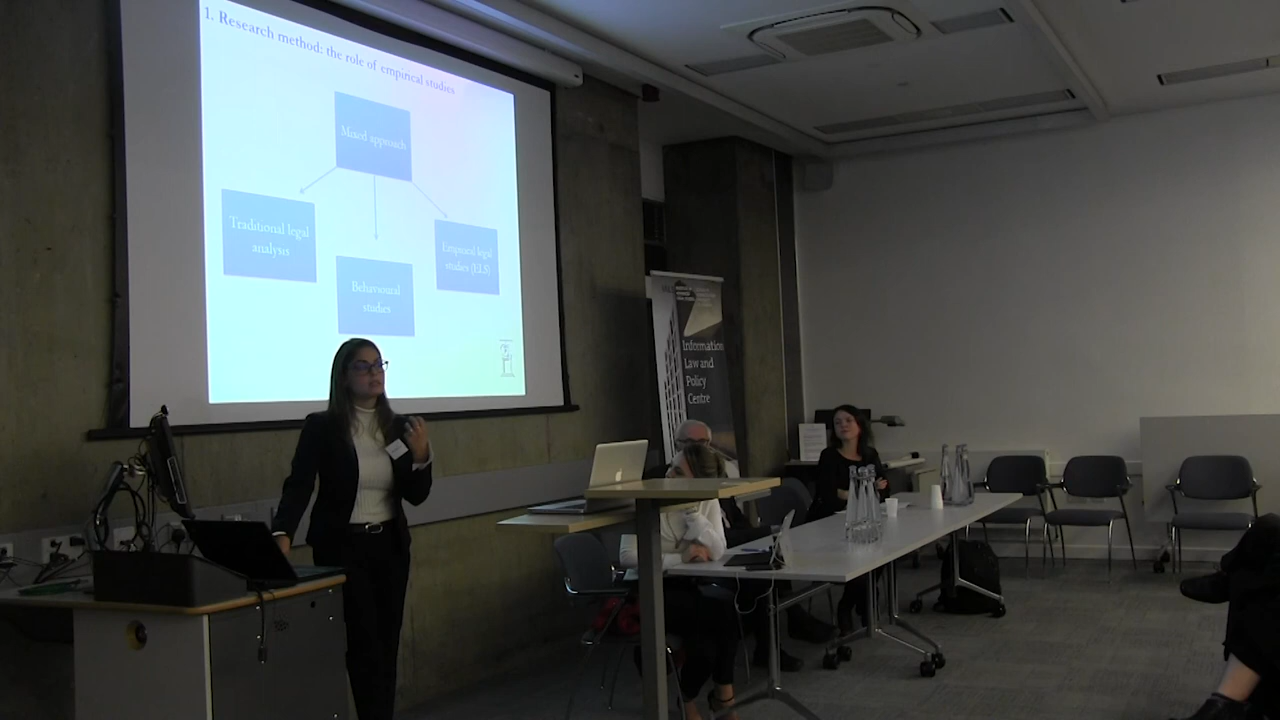 1. Research method: the role of empirical studies
Mixed approach
Traditional legal
analysis
Empirical legal
studies (ELS)
Behavioural
studies
Information
Law and
Policy
Centre